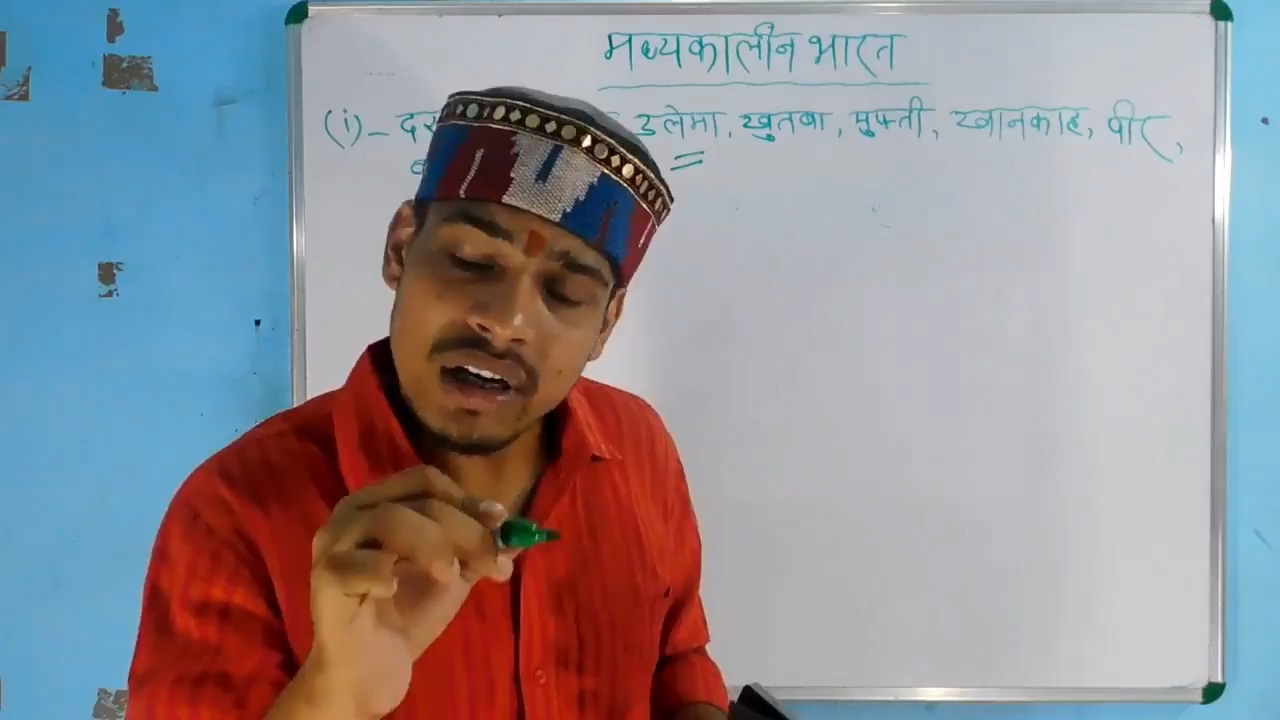 मध्यकालीन भारत
(i)- उलेमा, खुतबा, मुफ्ती, खानकाह, पीर,